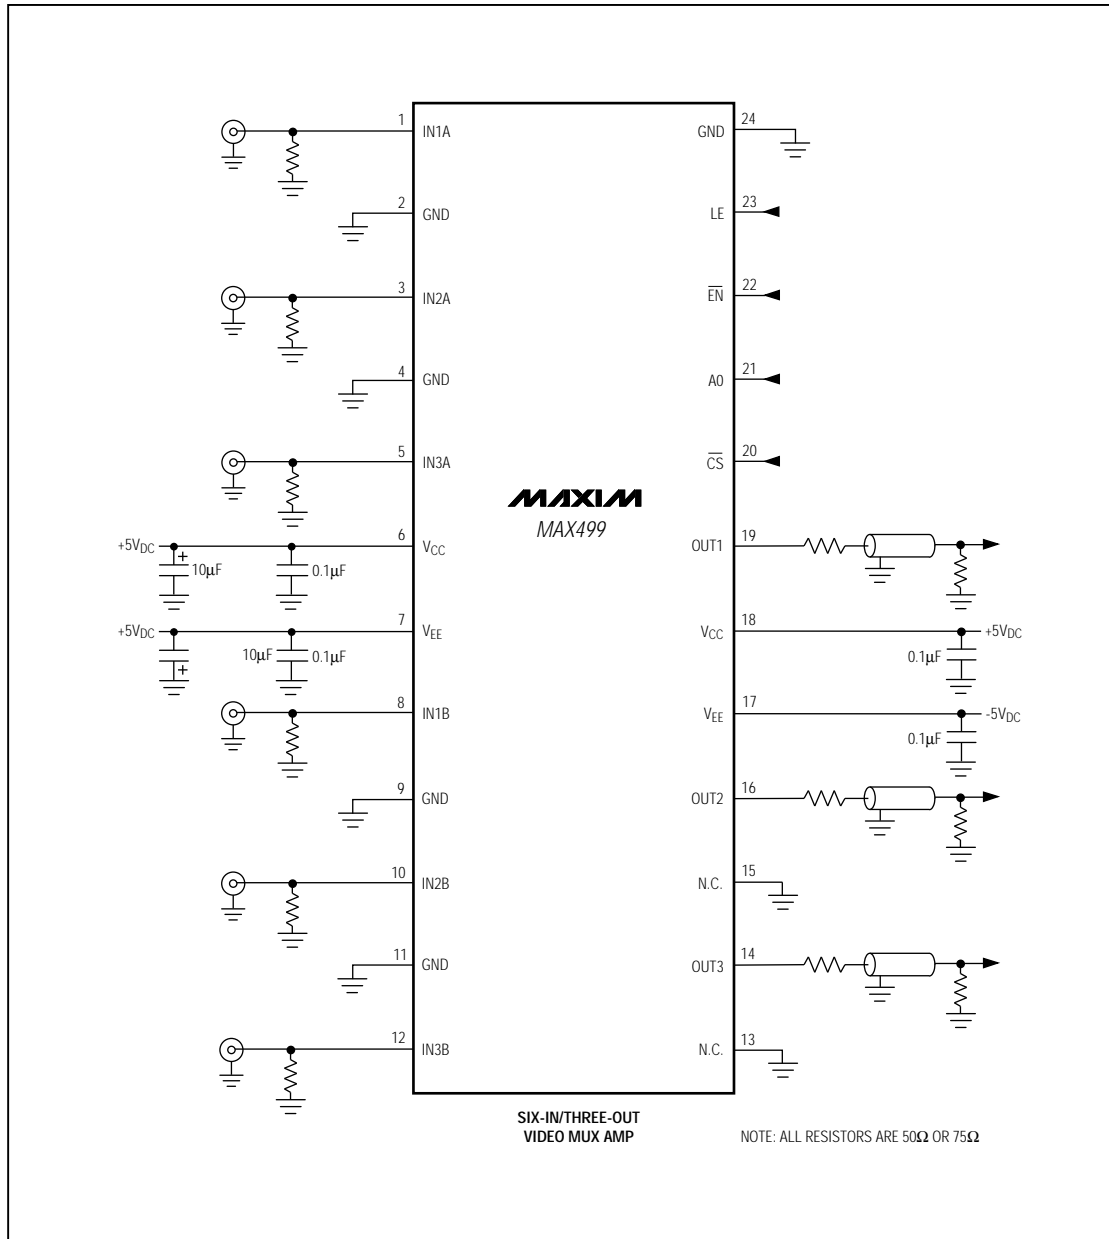 1 IN1A
2 GND
3 IN2A
4 GND
5 IN3A
+5VDC 6 VCC
10μF 0.1μF
+5VDC 7 VEE
10μF 0.1μF
8 IN1B
9 GND
10 IN2B
11 GND
12 IN3B
MAXIM
MAX499
GND 24
LE 23
EN 22
A0 21
CS 20
OUT1 19
VCC 18 +5VDC
0.1μF
VEE 17 -5VDC
0.1μF
OUT2 16
N.C. 15
OUT3 14
N.C. 13
SIX-IN/THREE-OUT
VIDEO MUX AMP
NOTE: ALL RESISTORS ARE 50Ω OR 75Ω